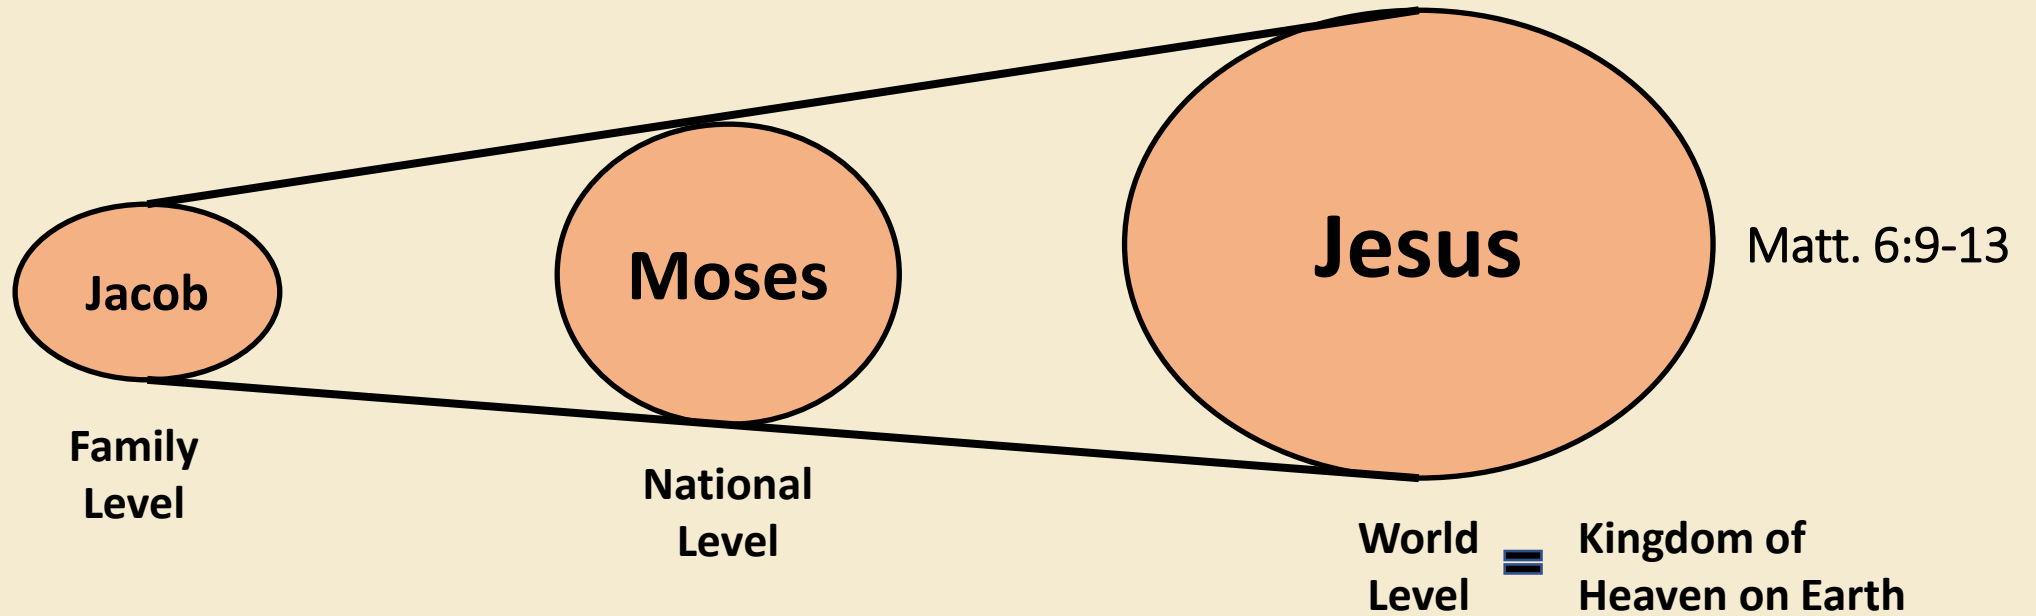 Jacob
Moses
Jesus
Matt. 6:9-13
Family
Level
National
Level
World
Level
=
Kingdom of
Heaven on Earth